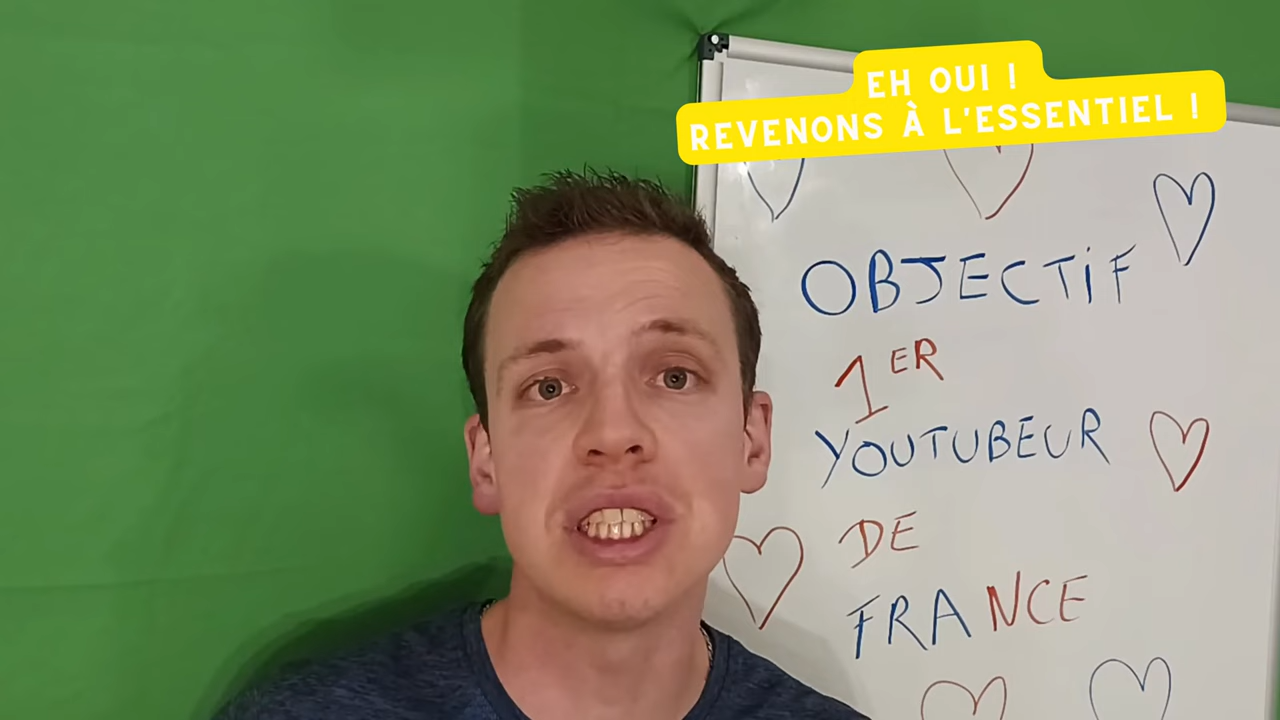 EH OUI !
REVENONS À L'ESSENTIEL !
OBJECTIF
1ER
YOUTUBEUR
DE
FRANCE